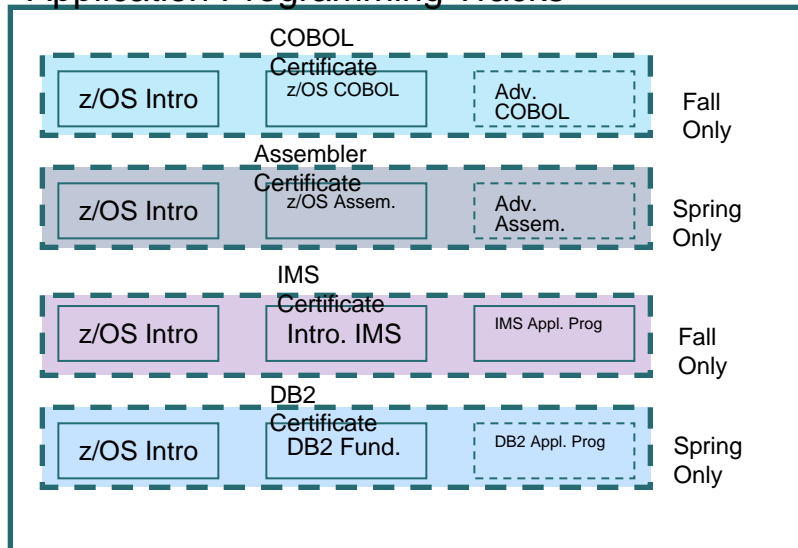 Application Programming Tracks
COBOL
Certificate
z/OS Intro
z/OS COBOL
Adv.
COBOL
Fall
Only
Assembler
Certificate
z/OS Intro
z/OS Assem.
Adv.
Assem.
Spring
Only
IMS
Certificate
z/OS Intro
Intro. IMS
IMS Appl. Prog
Fall
Only
DB2
Certificate
z/OS Intro
DB2 Fund.
DB2 Appl. Prog
Spring
Only